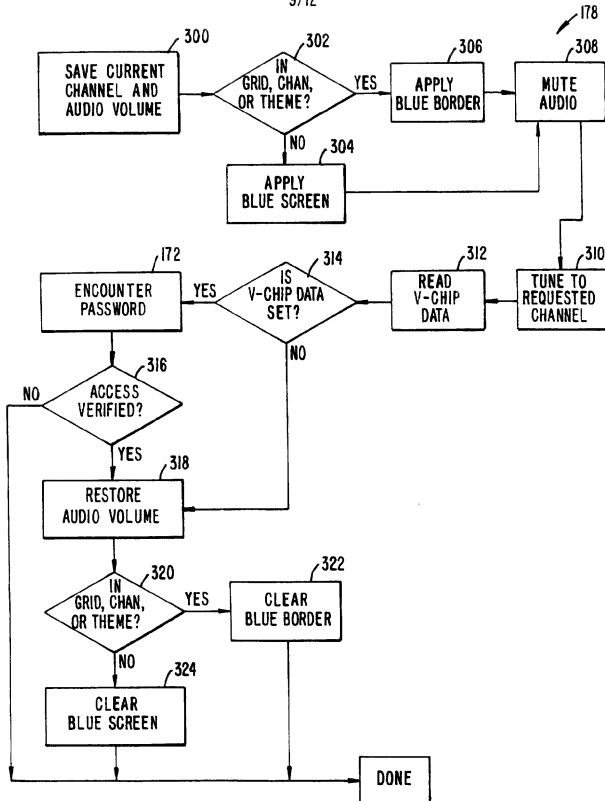 9/12
178
300
SAVE CURRENT
CHANNEL AND
AUDIO VOLUME
302
IN
GRID, CHAN,
OR THEME?
YES
NO
306
APPLY
BLUE BORDER
308
MUTE
AUDIO
304
APPLY
BLUE SCREEN
310
TUNE TO
REQUESTED
CHANNEL
312
READ
V-CHIP
DATA
314
IS
V-CHIP DATA
SET?
YES
NO
172
ENCOUNTER
PASSWORD
316
ACCESS
VERIFIED?
NO
YES
318
RESTORE
AUDIO VOLUME
320
IN
GRID, CHAN,
OR THEME?
YES
NO
322
CLEAR
BLUE BORDER
324
CLEAR
BLUE SCREEN
DONE